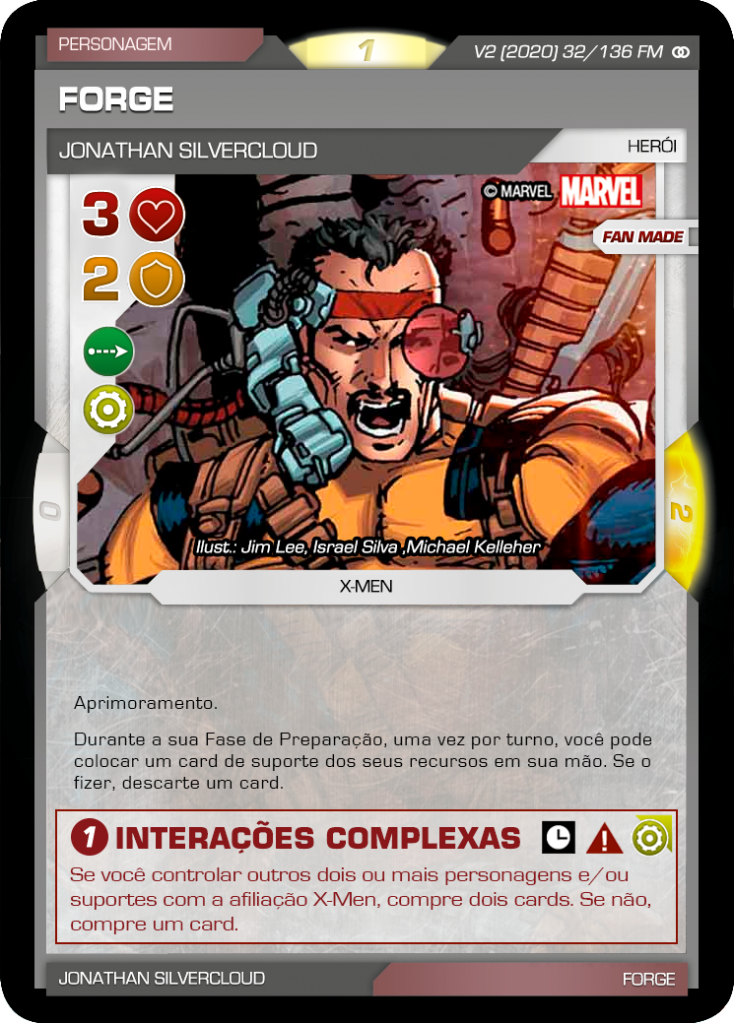 PERSONAGEM
1
V2 (2020) 32/136 FM
FORGE
JONATHAN SILVERCLOUD
HERÓI
© MARVEL MARVEL
3
FAN MADE
2
0
2
Ilust.: Jim Lee, Israel Silva ,Michael Kelleher
X-MEN
Aprimoramento.
Durante a sua Fase de Preparação, uma vez por turno, você pode
colocar um card de suporte dos seus recursos em sua mão. Se o
fizer, descarte um card.
1 INTERAÇÕES COMPLEXAS
Se você controlar outros dois ou mais personagens e/ou
suportes com a afiliação X-Men, compre dois cards. Se não,
compre um card.
JONATHAN SILVERCLOUD
FORGE